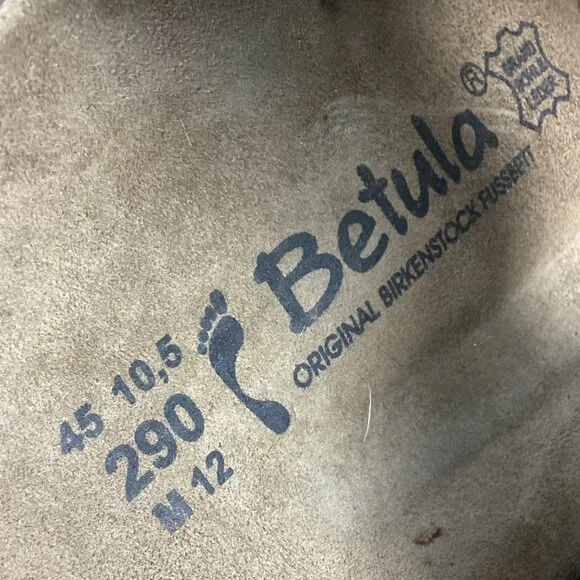 Betula®
ORIGINAL BIRKENSTOCK FUSSBETT
45 10,5
290
M 12